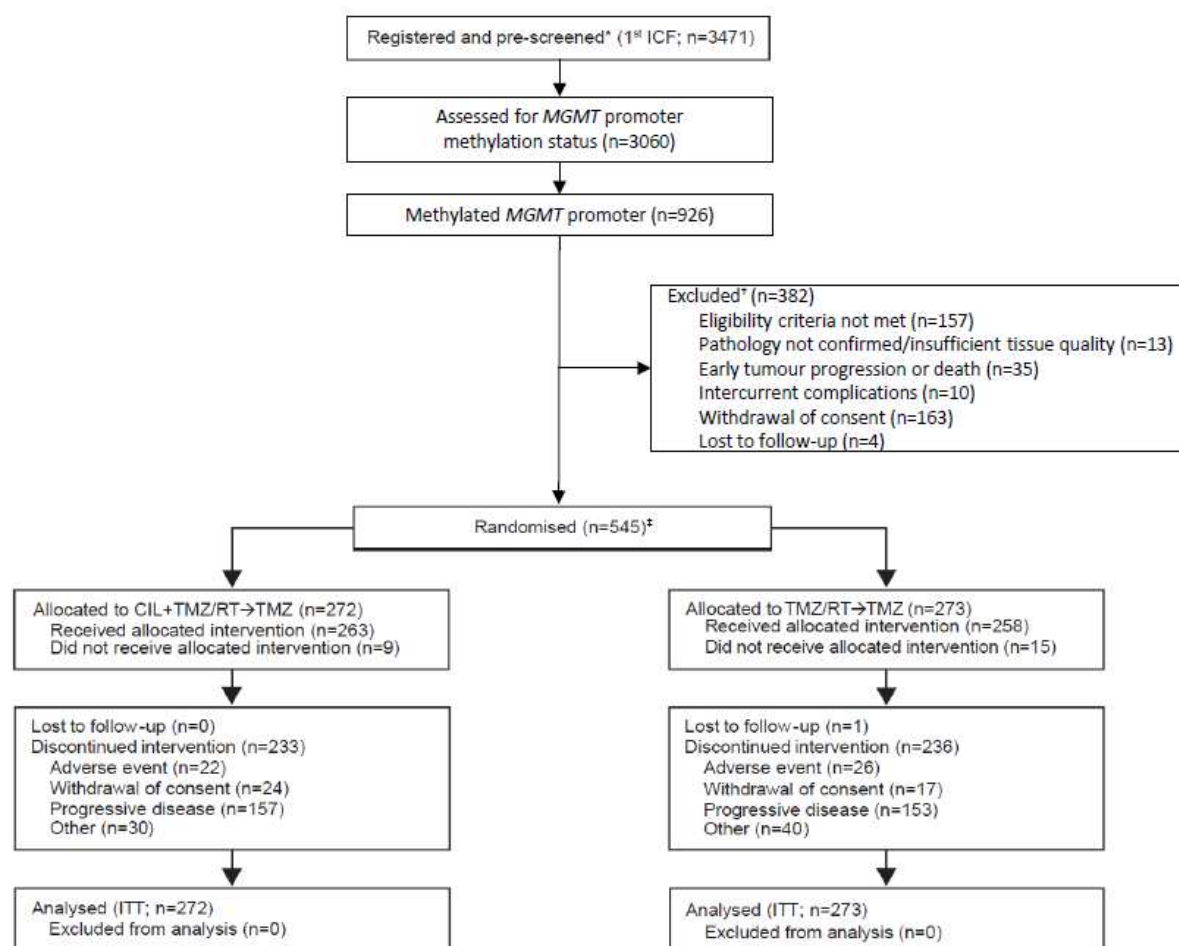 Registered and pre-screened* (1st ICF; n=3471)
Assessed for MGMT promoter
methylation status (n=3060)
Methylated MGMT promoter (n=926)
Excluded† (n=382)
Eligibility criteria not met (n=157)
Pathology not confirmed/insufficient tissue quality (n=13)
Early tumour progression or death (n=35)
Intercurrent complications (n=10)
Withdrawal of consent (n=163)
Lost to follow-up (n=4)
Randomised (n=545)‡
Allocated to CIL+TMZ/RT→TMZ (n=272)
Received allocated intervention (n=263)
Did not receive allocated intervention (n=9)
Allocated to TMZ/RT→TMZ (n=273)
Received allocated intervention (n=258)
Did not receive allocated intervention (n=15)
Lost to follow-up (n=0)
Discontinued intervention (n=233)
Adverse event (n=22)
Withdrawal of consent (n=24)
Progressive disease (n=157)
Other (n=30)
Lost to follow-up (n=1)
Discontinued intervention (n=236)
Adverse event (n=26)
Withdrawal of consent (n=17)
Progressive disease (n=153)
Other (n=40)
Analysed (ITT; n=272)
Excluded from analysis (n=0)
Analysed (ITT; n=273)
Excluded from analysis (n=0)